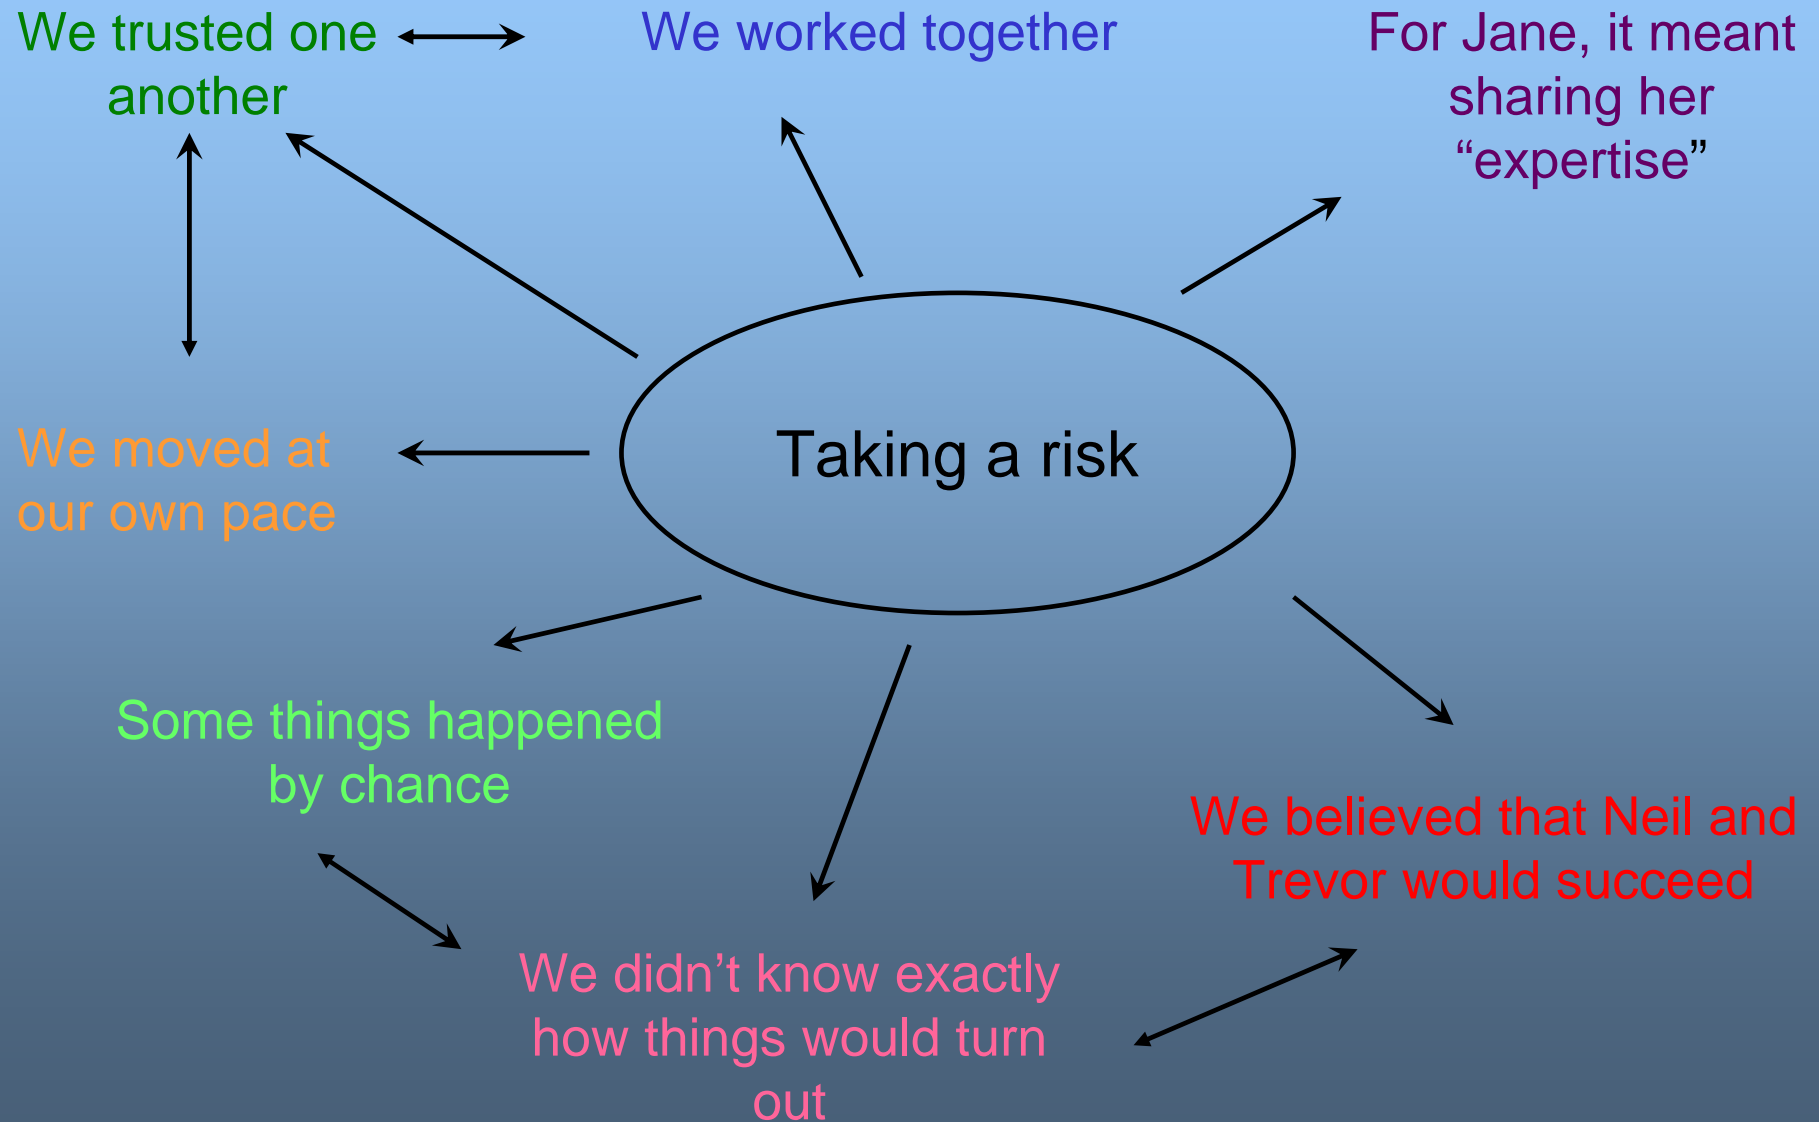 We trusted one
another
We worked together
For Jane, it meant
sharing her
“expertise”
We moved at
our own pace
Taking a risk
Some things happened
by chance
We believed that Neil and
Trevor would succeed
We didn’t know exactly
how things would turn
out